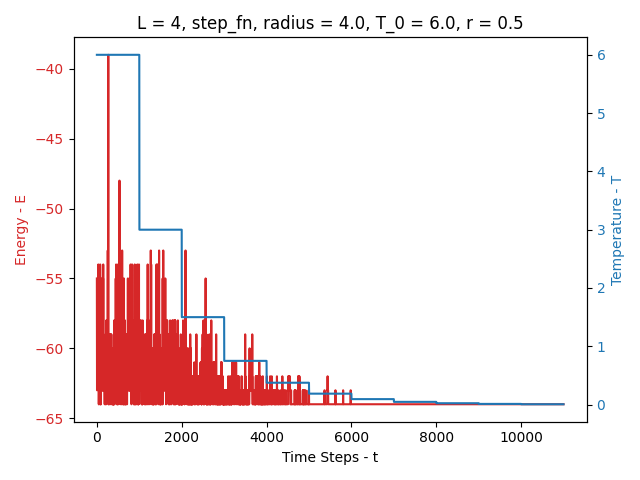 L = 4, step_fn, radius = 4.0, T_0 = 6.0, r = 0.5
−40
−45
−50
−55
−60
−65
Energy - E
6
5
4
3
2
1
0
Temperature - T
0 2000 4000 6000 8000 10000
Time Steps - t